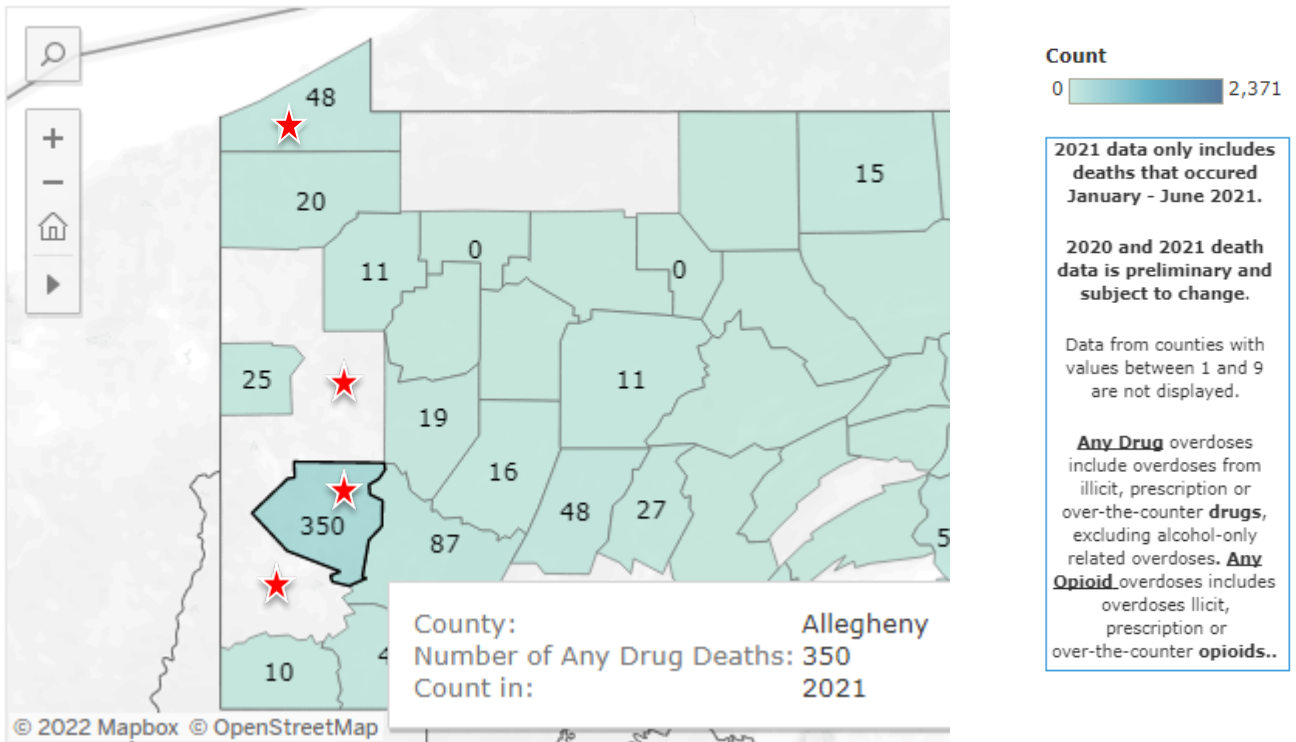 48
20
15
0
0
11
25
11
19
16
350
48
27
87
5
10
4
County: Allegheny
Number of Any Drug Deaths: 350
Count in: 2021
© 2022 Mapbox © OpenStreetMap
Count
0 2,371
2021 data only includes
deaths that occured
January - June 2021.
2020 and 2021 death
data is preliminary and
subject to change.
Data from counties with
values between 1 and 9
are not displayed.
Any Drug overdoses
include overdoses from
illicit, prescription or
over-the-counter drugs,
excluding alcohol-only
related overdoses. Any
Opioid overdoses includes
overdoses llicit,
prescription or
over-the-counter opioids..